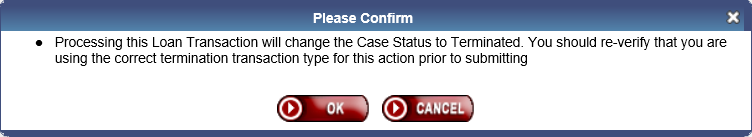 Please Confirm
• Processing this Loan Transaction will change the Case Status to Terminated. You should re-verify that you are
using the correct termination transaction type for this action prior to submitting
OK CANCEL